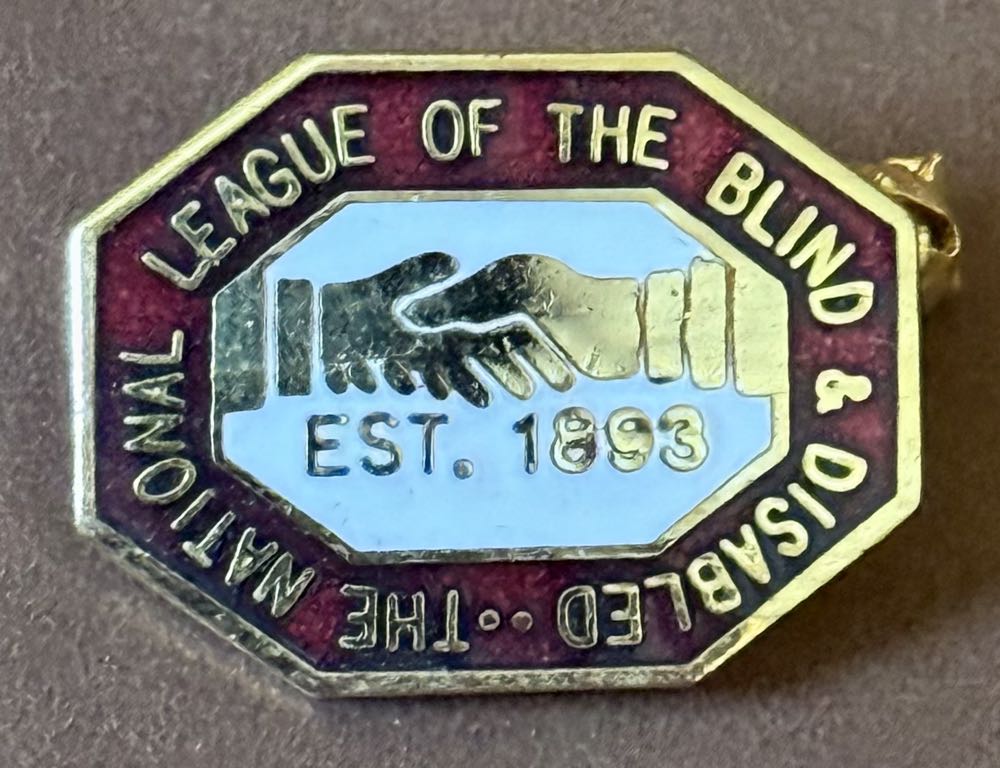 THE NATIONAL LEAGUE OF THE BLIND & DISABLED ··
EST. 1893